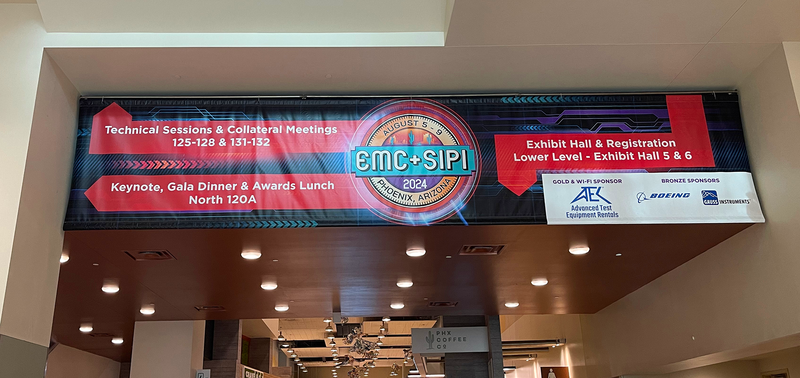 Technical Sessions & Collateral Meetings
125-128 & 131-132
Keynote, Gala Dinner & Awards Lunch
North 120A
AUGUST 5 - 9
EMC+SIPI
2024
PHOENIX, ARIZONA
Exhibit Hall & Registration
Lower Level - Exhibit Hall 5 & 6
GOLD & WI-FI SPONSOR
Advanced Test
Equipment Rentals
BRONZE SPONSORS
BOEING
GAUSS INSTRUMENTS
PHX
COFFEE
CO